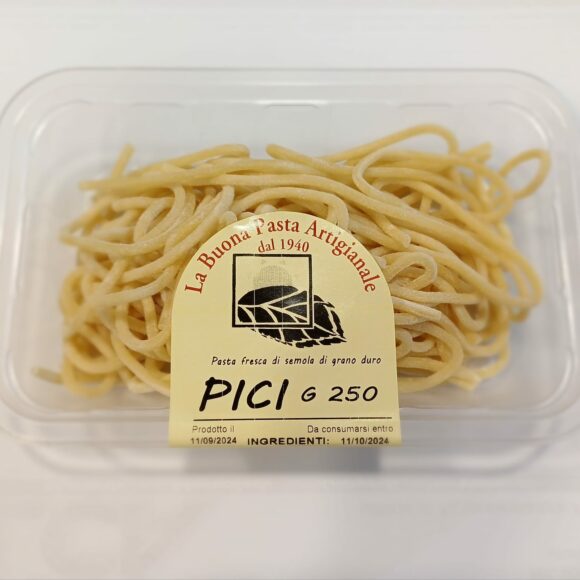 La Buona Pasta Artigianale
dal 1940
Pasta fresca di semola di grano duro
PICI G 250
Prodotto il Da consumarsi entro
11/09/2024 INGREDIENTI: 11/10/2024